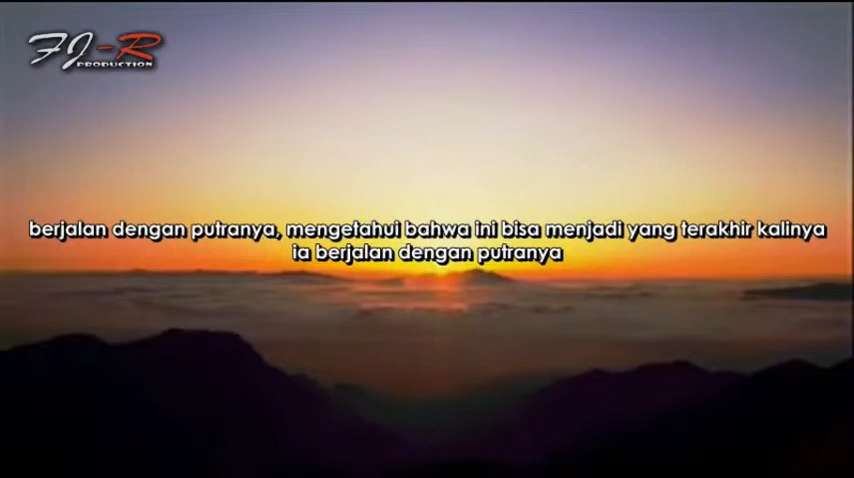 FJ-R
PRODUCTION
berjalan dengan putranya, mengetahui bahwa ini bisa menjadi yang terakhir kalinya
ia berjalan dengan putranya